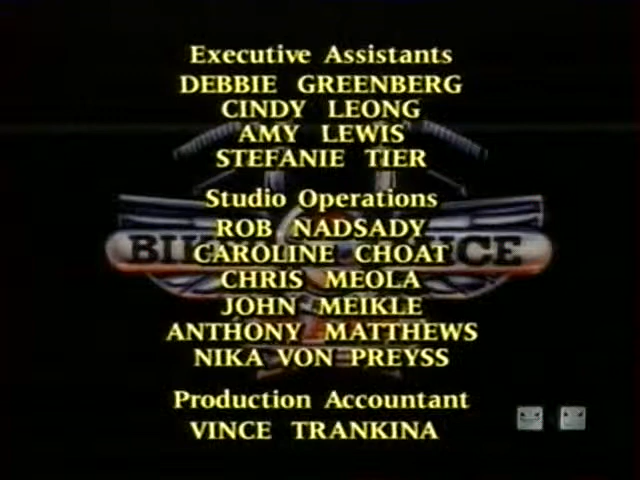 Executive Assistants
DEBBIE GREENBERG
CINDY LEONG
AMY LEWIS
STEFANIE TIER
Studio Operations
ROB NADSADY
CAROLINE CHOAT
CHRIS MEOLA
JOHN MEIKLE
ANTHONY MATTHEWS
NIKA VON PREYSS
Production Accountant
VINCE TRANKINA